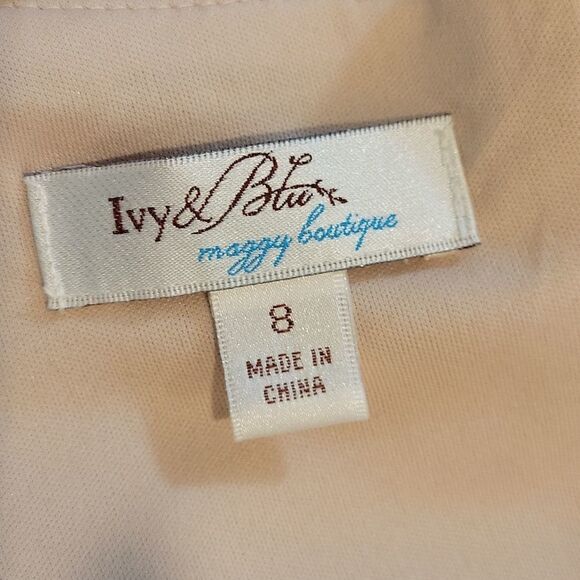 Ivy & Blu
maggy boutique
8
MADE IN
CHINA